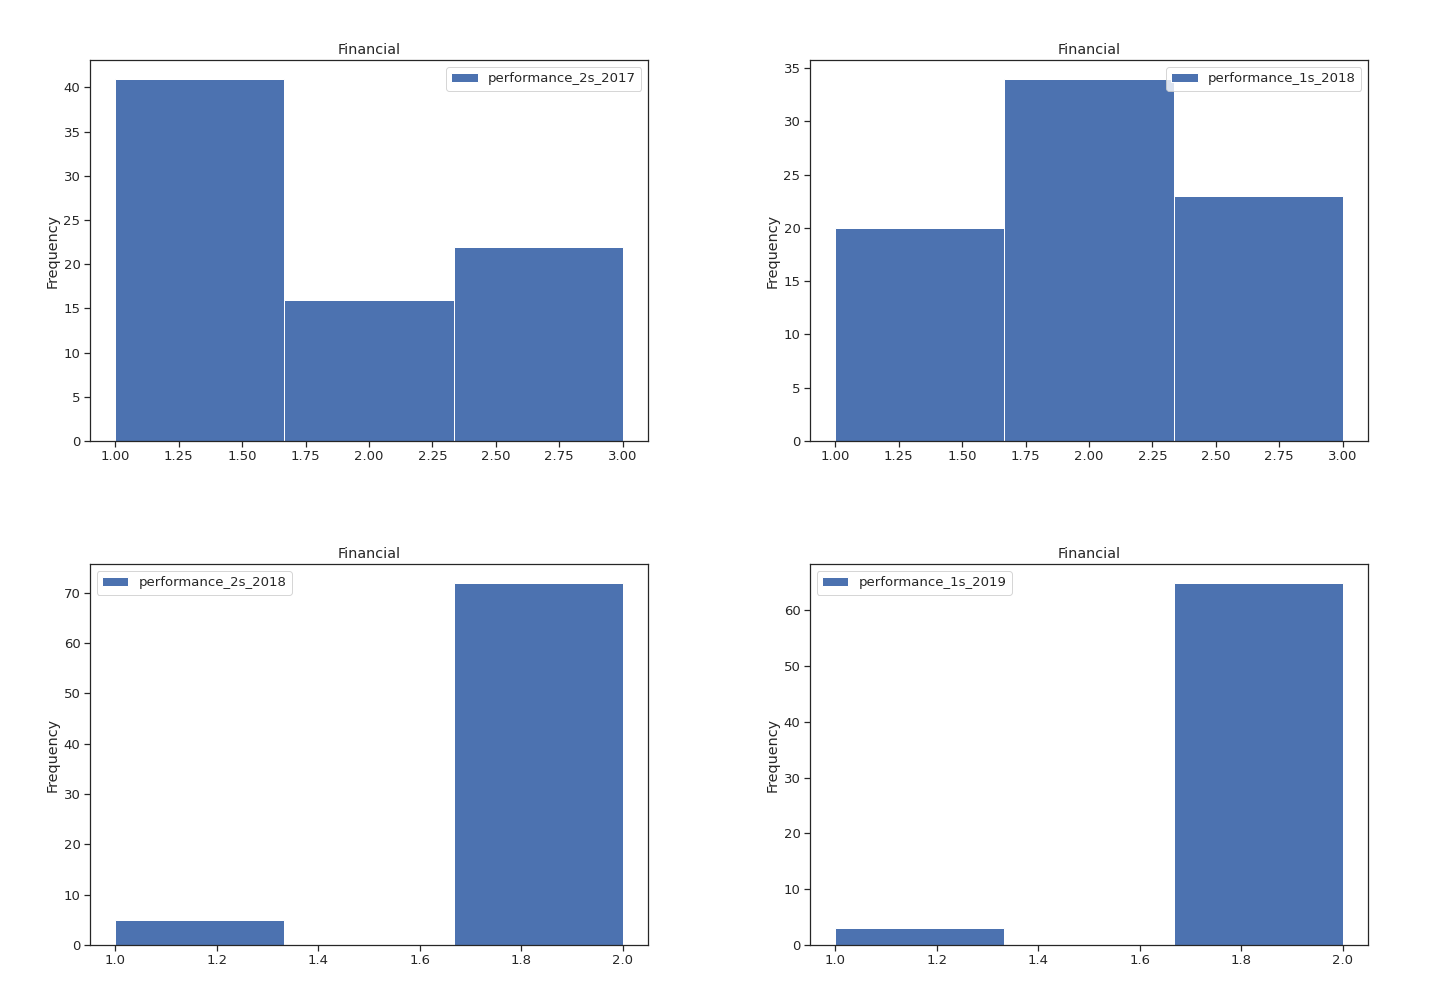 Financial
performance_2s_2017
Frequency
40
35
30
25
20
15
10
5
0
1.00 1.25 1.50 1.75 2.00 2.25 2.50 2.75 3.00
Financial
performance_1s_2018
Frequency
35
30
25
20
15
10
5
0
1.00 1.25 1.50 1.75 2.00 2.25 2.50 2.75 3.00
Financial
performance_2s_2018
Frequency
70
60
50
40
30
20
10
0
1.0 1.2 1.4 1.6 1.8 2.0
Financial
performance_1s_2019
Frequency
60
50
40
30
20
10
0
1.0 1.2 1.4 1.6 1.8 2.0